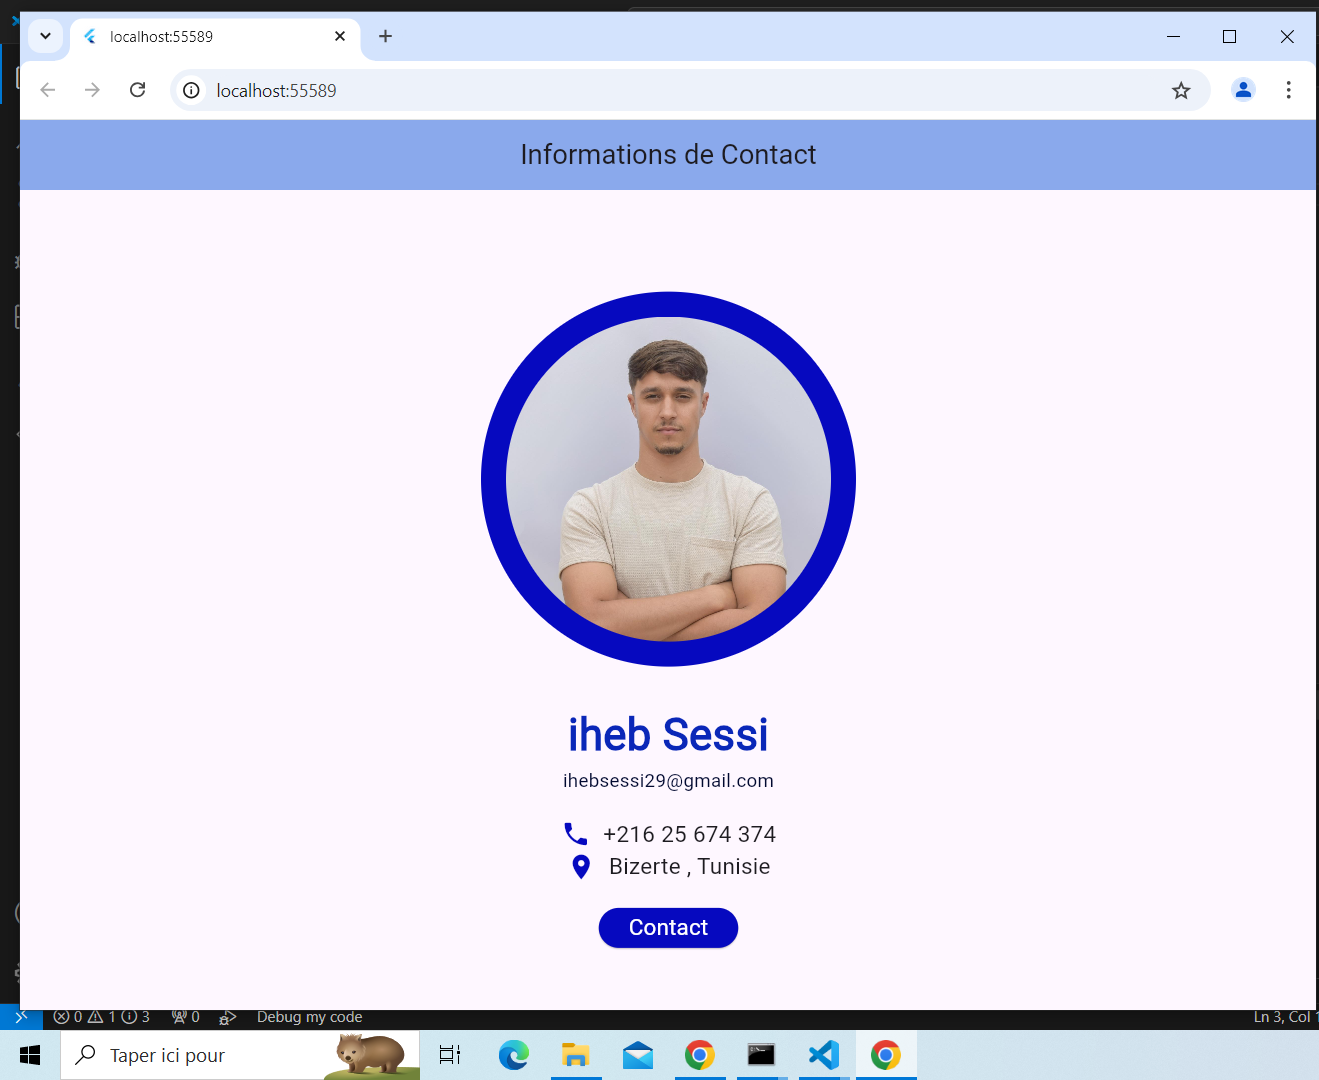 localhost:55589
localhost:55589
Informations de Contact
iheb Sessi
ihebsessi29@gmail.com
+216 25 674 374
Bizerte , Tunisie
Contact
0 1 3 0 Debug my code Ln 3, Col 1
Taper ici pour